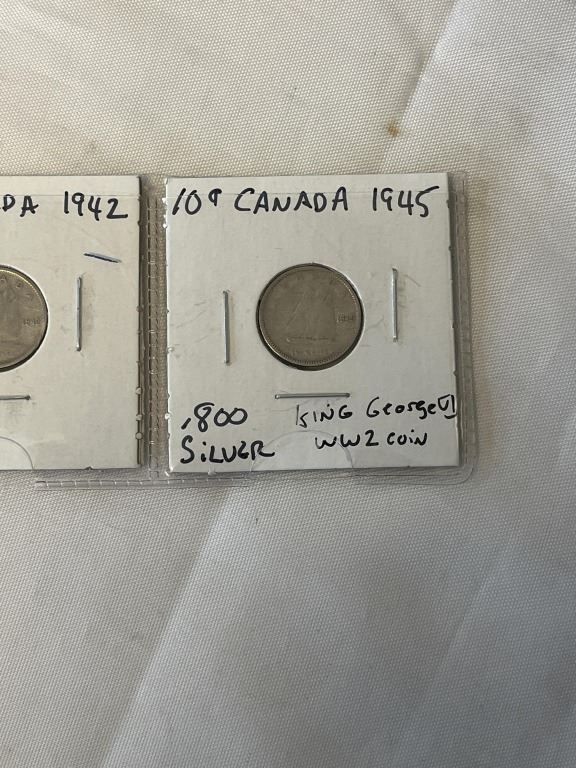 DA 1942
10¢ CANADA 1945
.800
SILVER
KING George VI
WW2 COIN